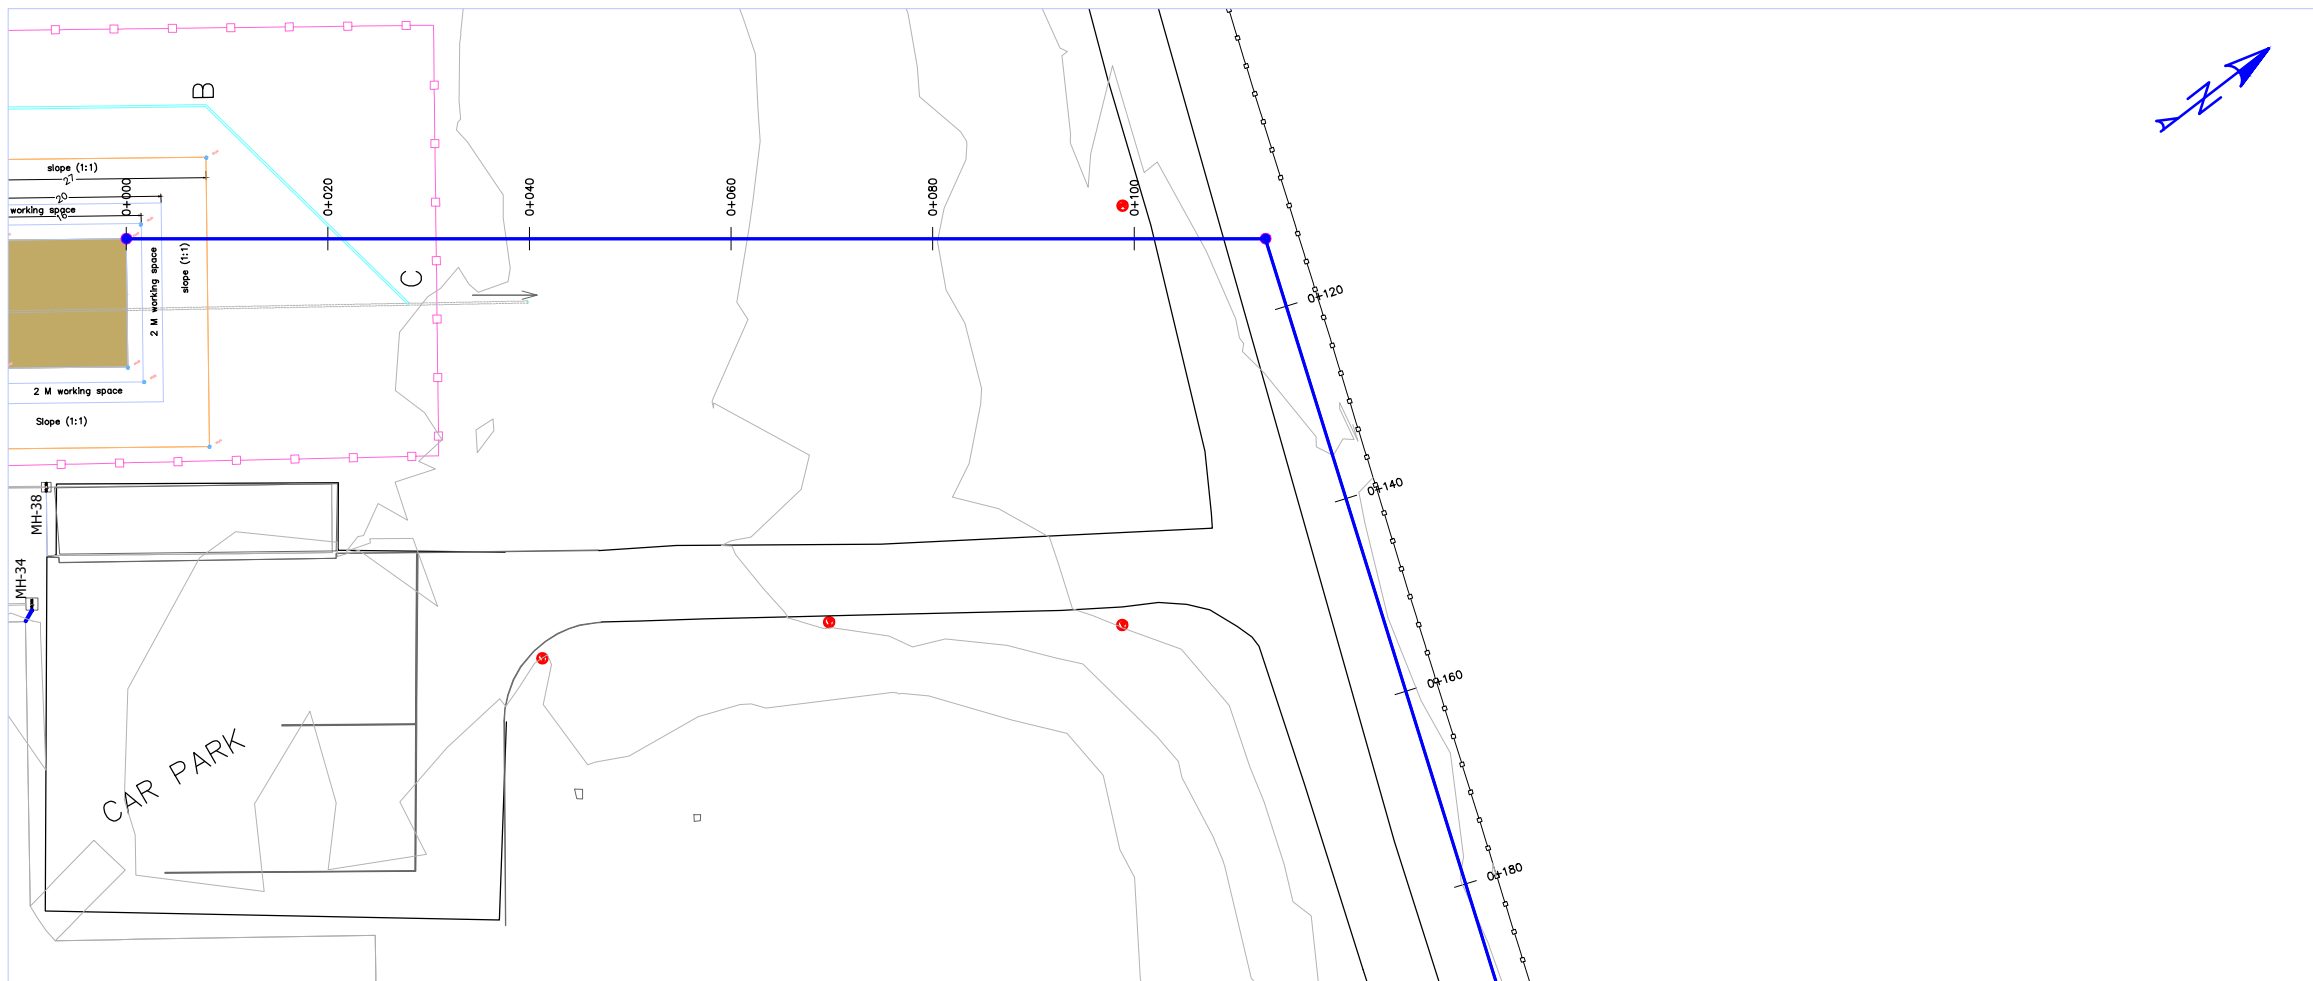 B
slope (1:1)
27
20
working space
16
0+000
0+020
0+040
0+060
0+080
0+100
N
2 M working space
slope (1:1)
C
0+120
2 M working space
Slope (1:1)
MH-38
0+140
MH-34
0+160
CAR PARK
0+180